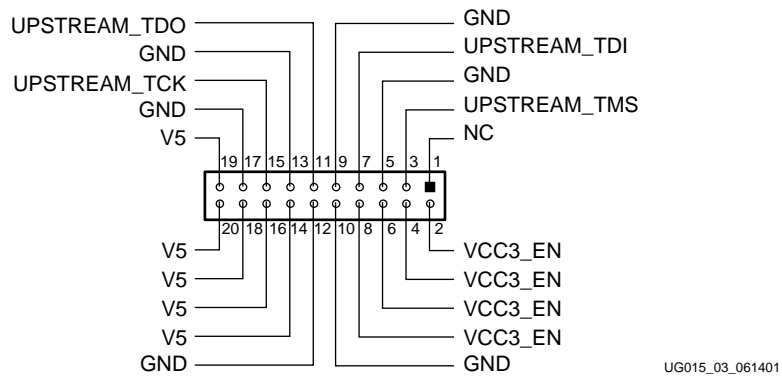 UPSTREAM_TDO
GND
UPSTREAM_TCK
GND
V5
GND
UPSTREAM_TDI
GND
UPSTREAM_TMS
NC
19 17 15 13 11 9 7 5 3 1
20 18 16 14 12 10 8 6 4 2
V5
V5
V5
V5
GND
VCC3_EN
VCC3_EN
VCC3_EN
VCC3_EN
GND
UG015_03_061401